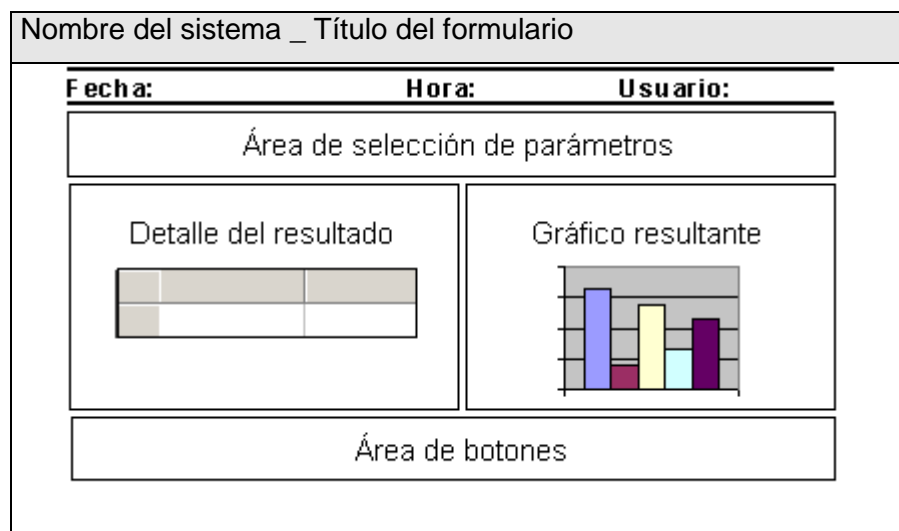 Nombre del sistema _ Título del formulario
Fecha: Hora: Usuario:
Área de selección de parámetros
Detalle del resultado
Gráfico resultante
Área de botones